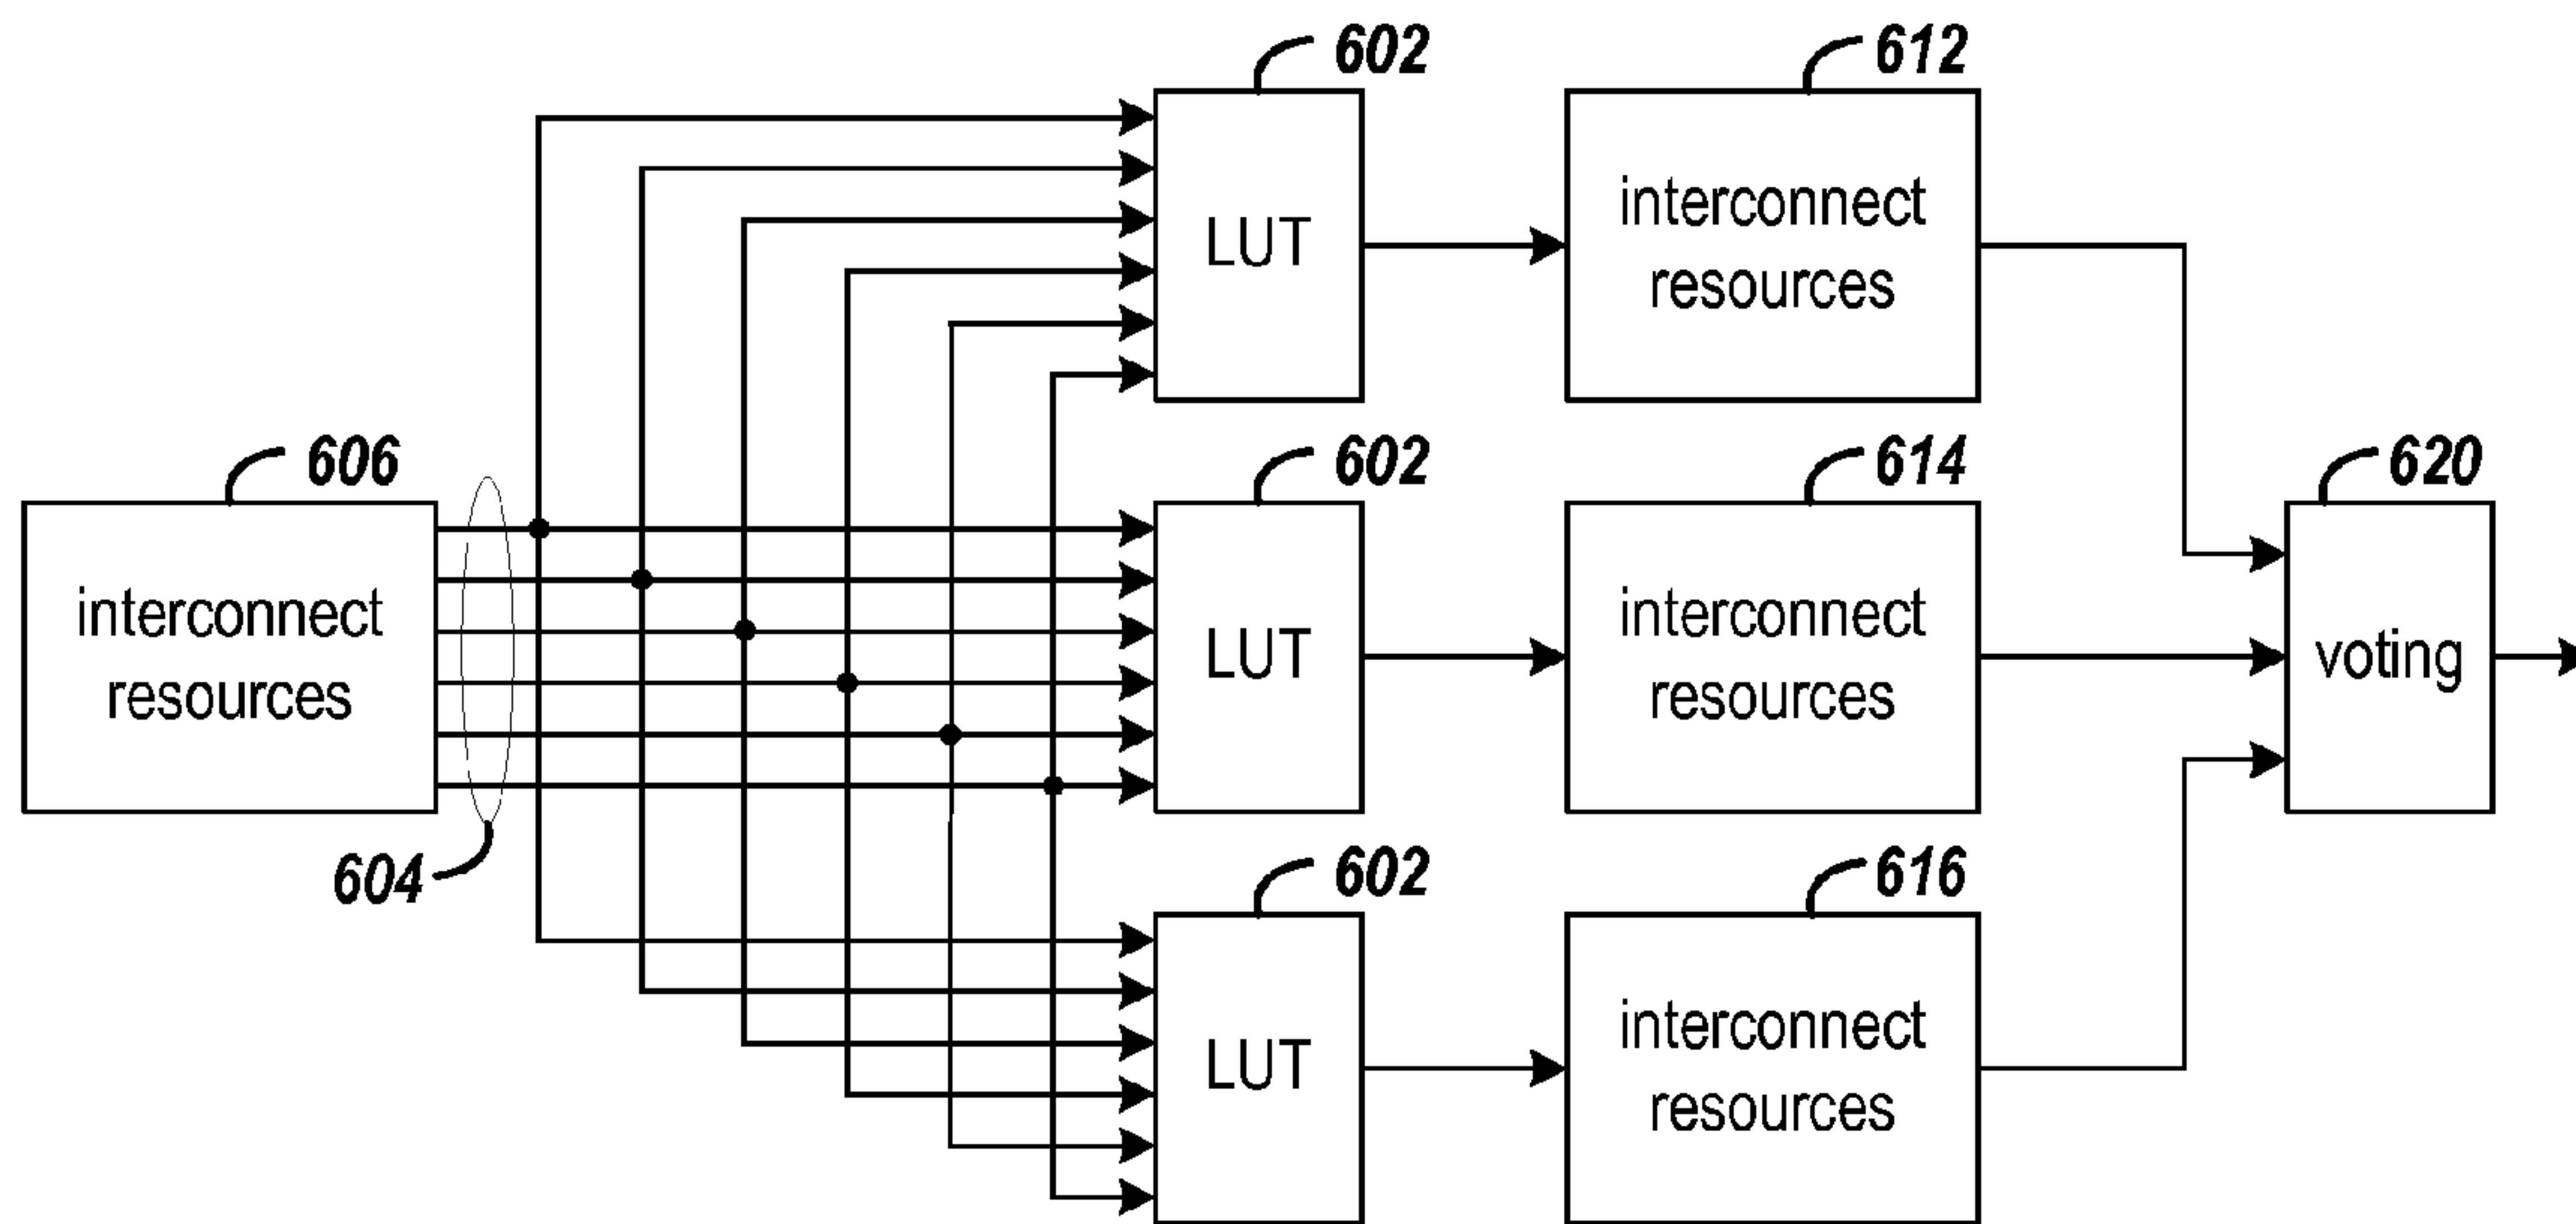 602
612
LUT
interconnect
resources
606
602
614
620
interconnect
resources
LUT
interconnect
resources
voting
604
602
616
LUT
interconnect
resources